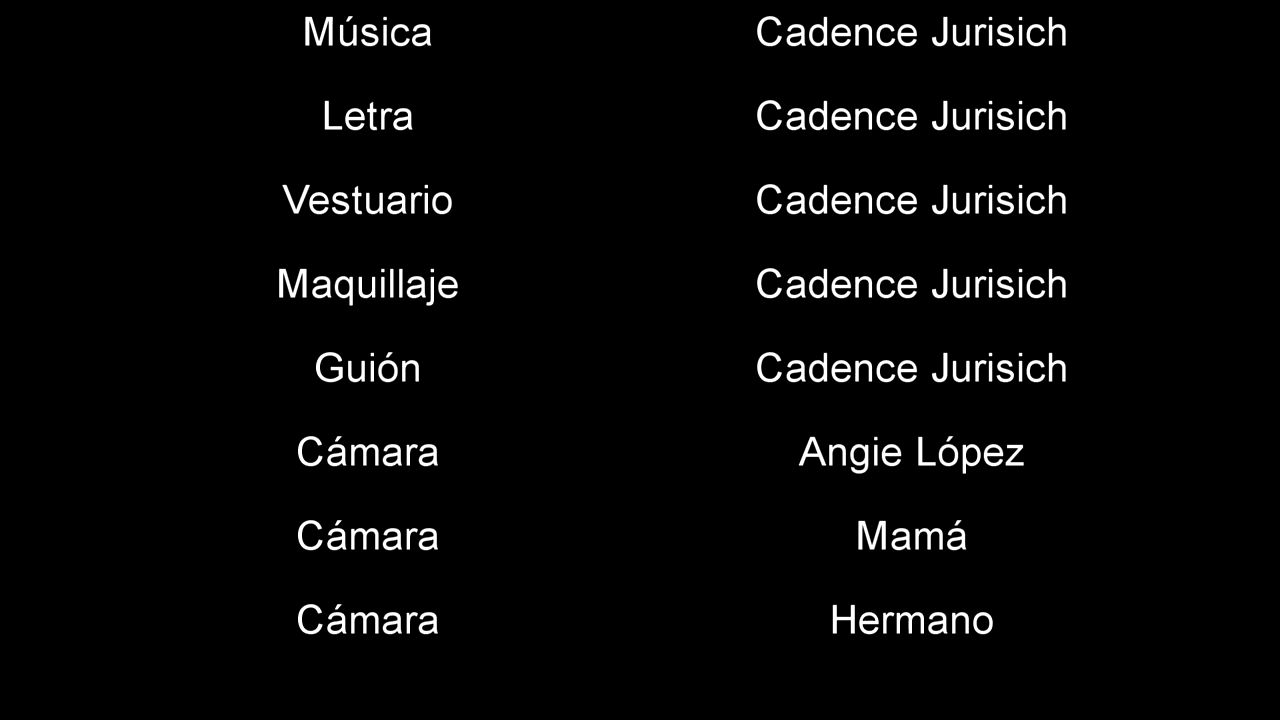 Música Cadence Jurisich
Letra Cadence Jurisich
Vestuario Cadence Jurisich
Maquillaje Cadence Jurisich
Guión Cadence Jurisich
Cámara Angie López
Cámara Mamá
Cámara Hermano